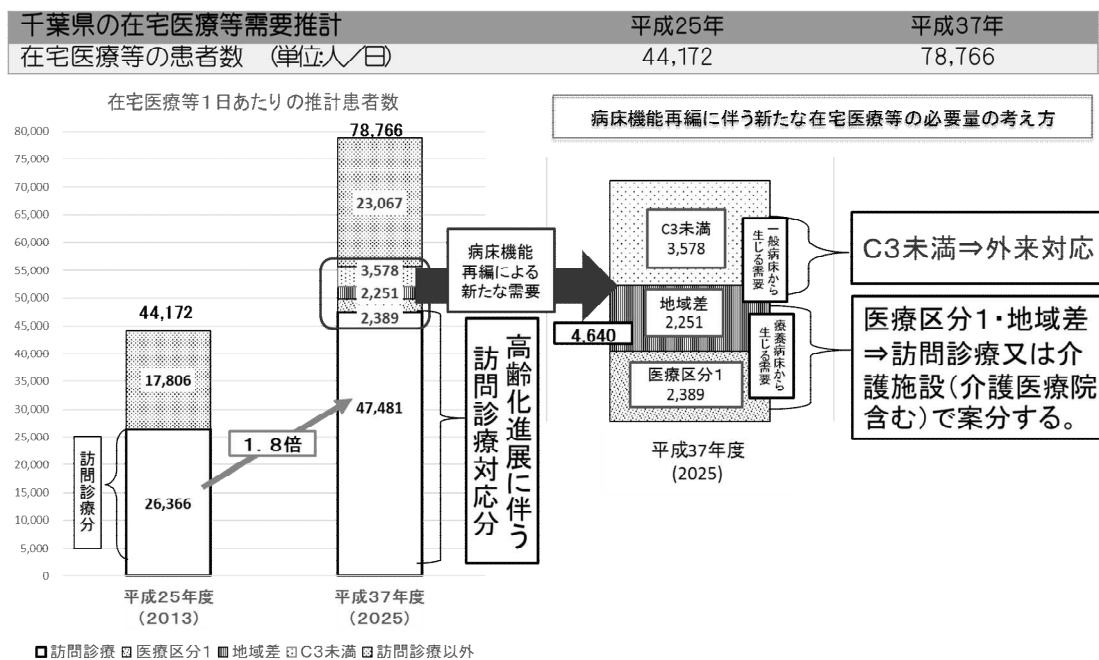 千葉県の在宅医療等需要推計 平成25年 平成37年
在宅医療等の患者数 (単位:人/日) 44,172 78,766
在宅医療等1日あたりの推計患者数
80,000
75,000
70,000
65,000
60,000
55,000
50,000
45,000
40,000
35,000
30,000
25,000
20,000
15,000
10,000
5,000
0
44,172
17,806
26,366
訪問診療分
1.8倍
78,766
23,067
3,578
2,251
2,389
47,481
平成25年度
(2013)
平成37年度
(2025)
□訪問診療 医療区分1 地域差 C3未満 訪問診療以外
病床機能
再編による
新たな需要
高齢化進展に伴う
訪問診療対応分
病床機能再編に伴う新たな在宅医療等の必要量の考え方
C3未満
3,578
地域差
2,251
4,640
医療区分1
2,389
平成37年度
(2025)
一般病床から
生じる需要
療養病床から
生じる需要
C3未満⇒外来対応
医療区分1・地域差
⇒訪問診療又は介
護施設(介護医療院
含む)で案分する。